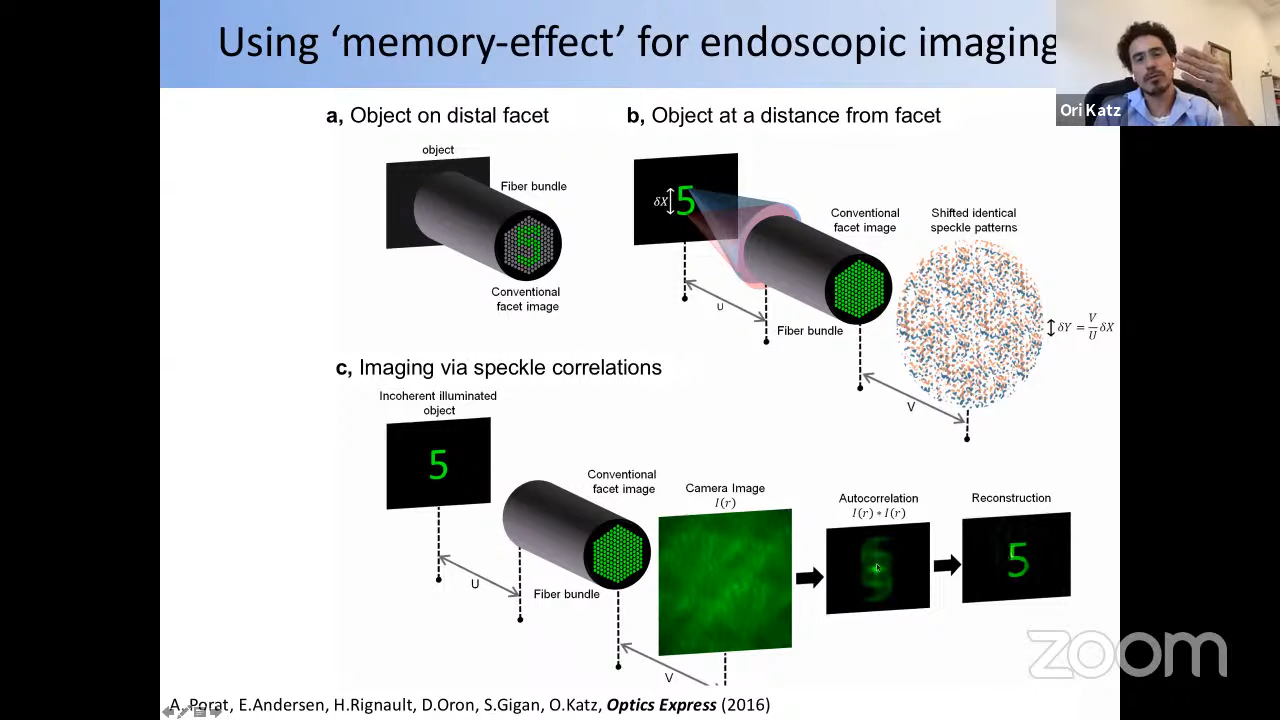 Using ‘memory-effect’ for endoscopic imaging
Ori Katz
a, Object on distal facet
object
Fiber bundle
5
Conventional
facet image
b, Object at a distance from facet
δX
5
U
Fiber bundle
Conventional
facet image
Shifted identical
speckle patterns
δY = V/U δX
V
c, Imaging via speckle correlations
Incoherent illuminated
object
5
U
Fiber bundle
Conventional
facet image
V
Camera Image
I(r)
Autocorrelation
I(r) * I(r)
Reconstruction
5
zoom
A. Porat, E.Andersen, H.Rignault, D.Oron, S.Gigan, O.Katz, Optics Express (2016)